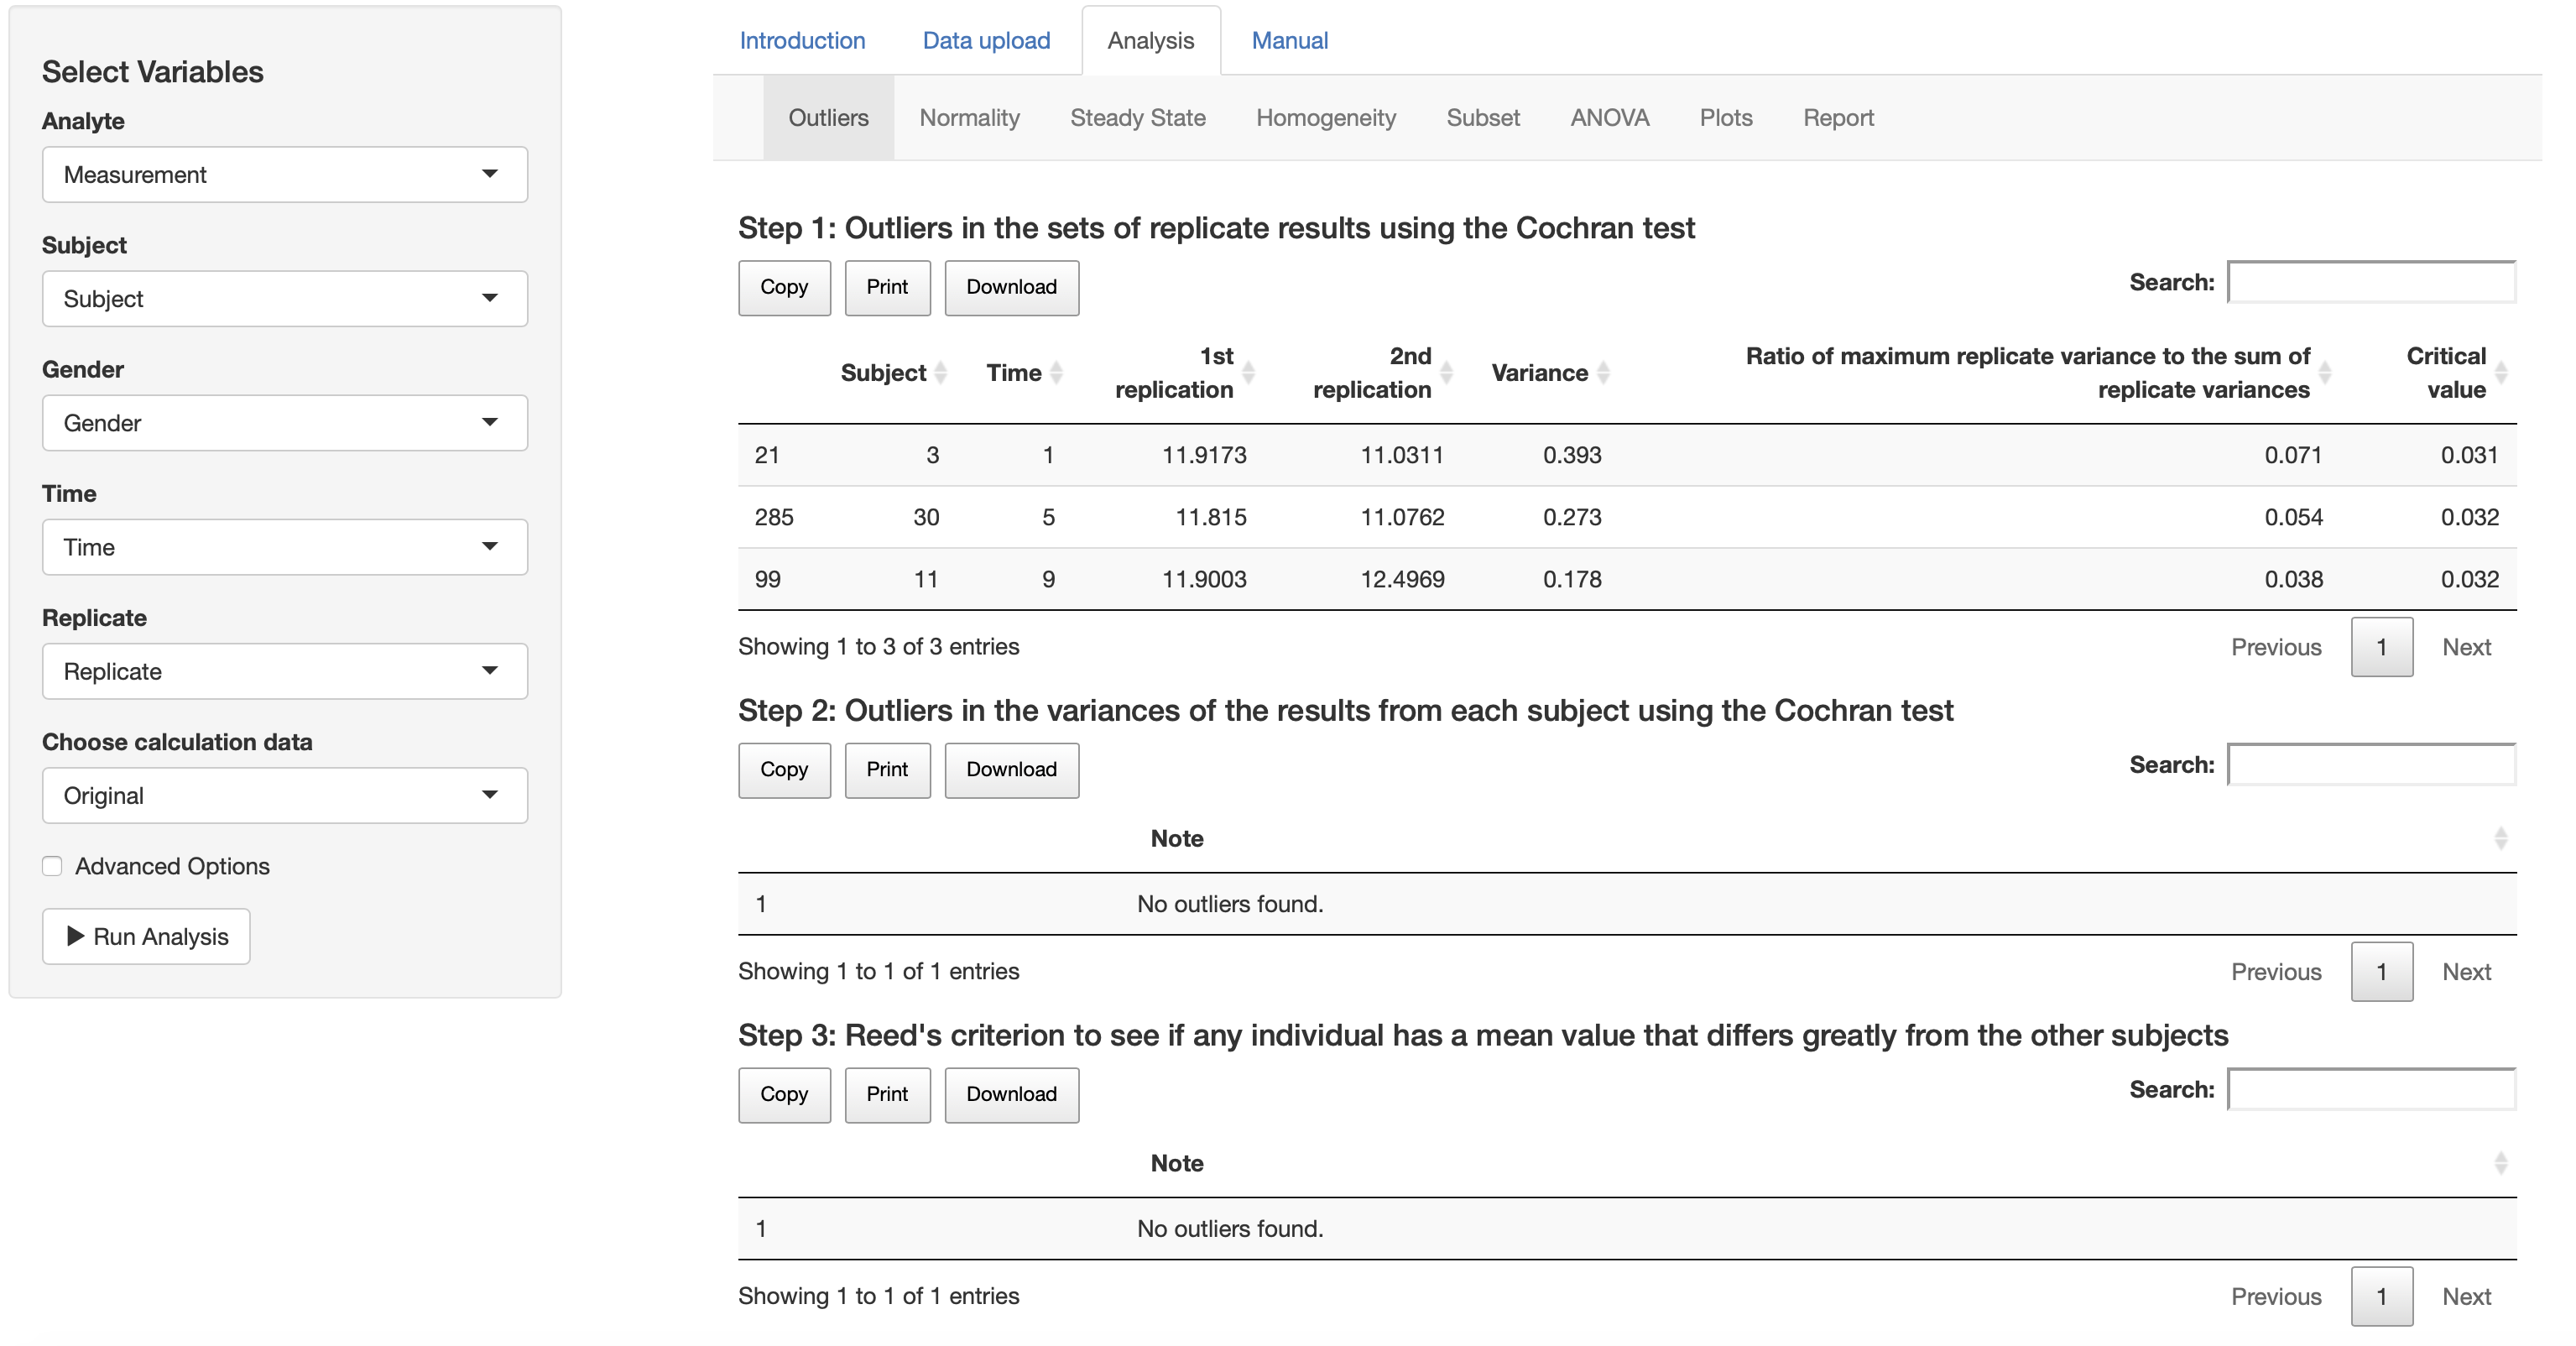 Select Variables
Analyte
Measurement
Subject
Subject
Gender
Gender
Time
Time
Replicate
Replicate
Choose calculation data
Original
Advanced Options
Run Analysis
Introduction Data upload Analysis Manual
Outliers Normality Steady State Homogeneity Subset ANOVA Plots Report
Step 1: Outliers in the sets of replicate results using the Cochran test
Copy Print Download Search:
Subject Time 1st replication 2nd replication Variance Ratio of maximum replicate variance to the sum of replicate variances Critical value
21 3 1 11.9173 11.0311 0.393 0.071 0.031
285 30 5 11.815 11.0762 0.273 0.054 0.032
99 11 9 11.9003 12.4969 0.178 0.038 0.032
Showing 1 to 3 of 3 entries Previous 1 Next
Step 2: Outliers in the variances of the results from each subject using the Cochran test
Copy Print Download Search:
Note
1 No outliers found.
Showing 1 to 1 of 1 entries Previous 1 Next
Step 3: Reed's criterion to see if any individual has a mean value that differs greatly from the other subjects
Copy Print Download Search:
Note
1 No outliers found.
Showing 1 to 1 of 1 entries Previous 1 Next